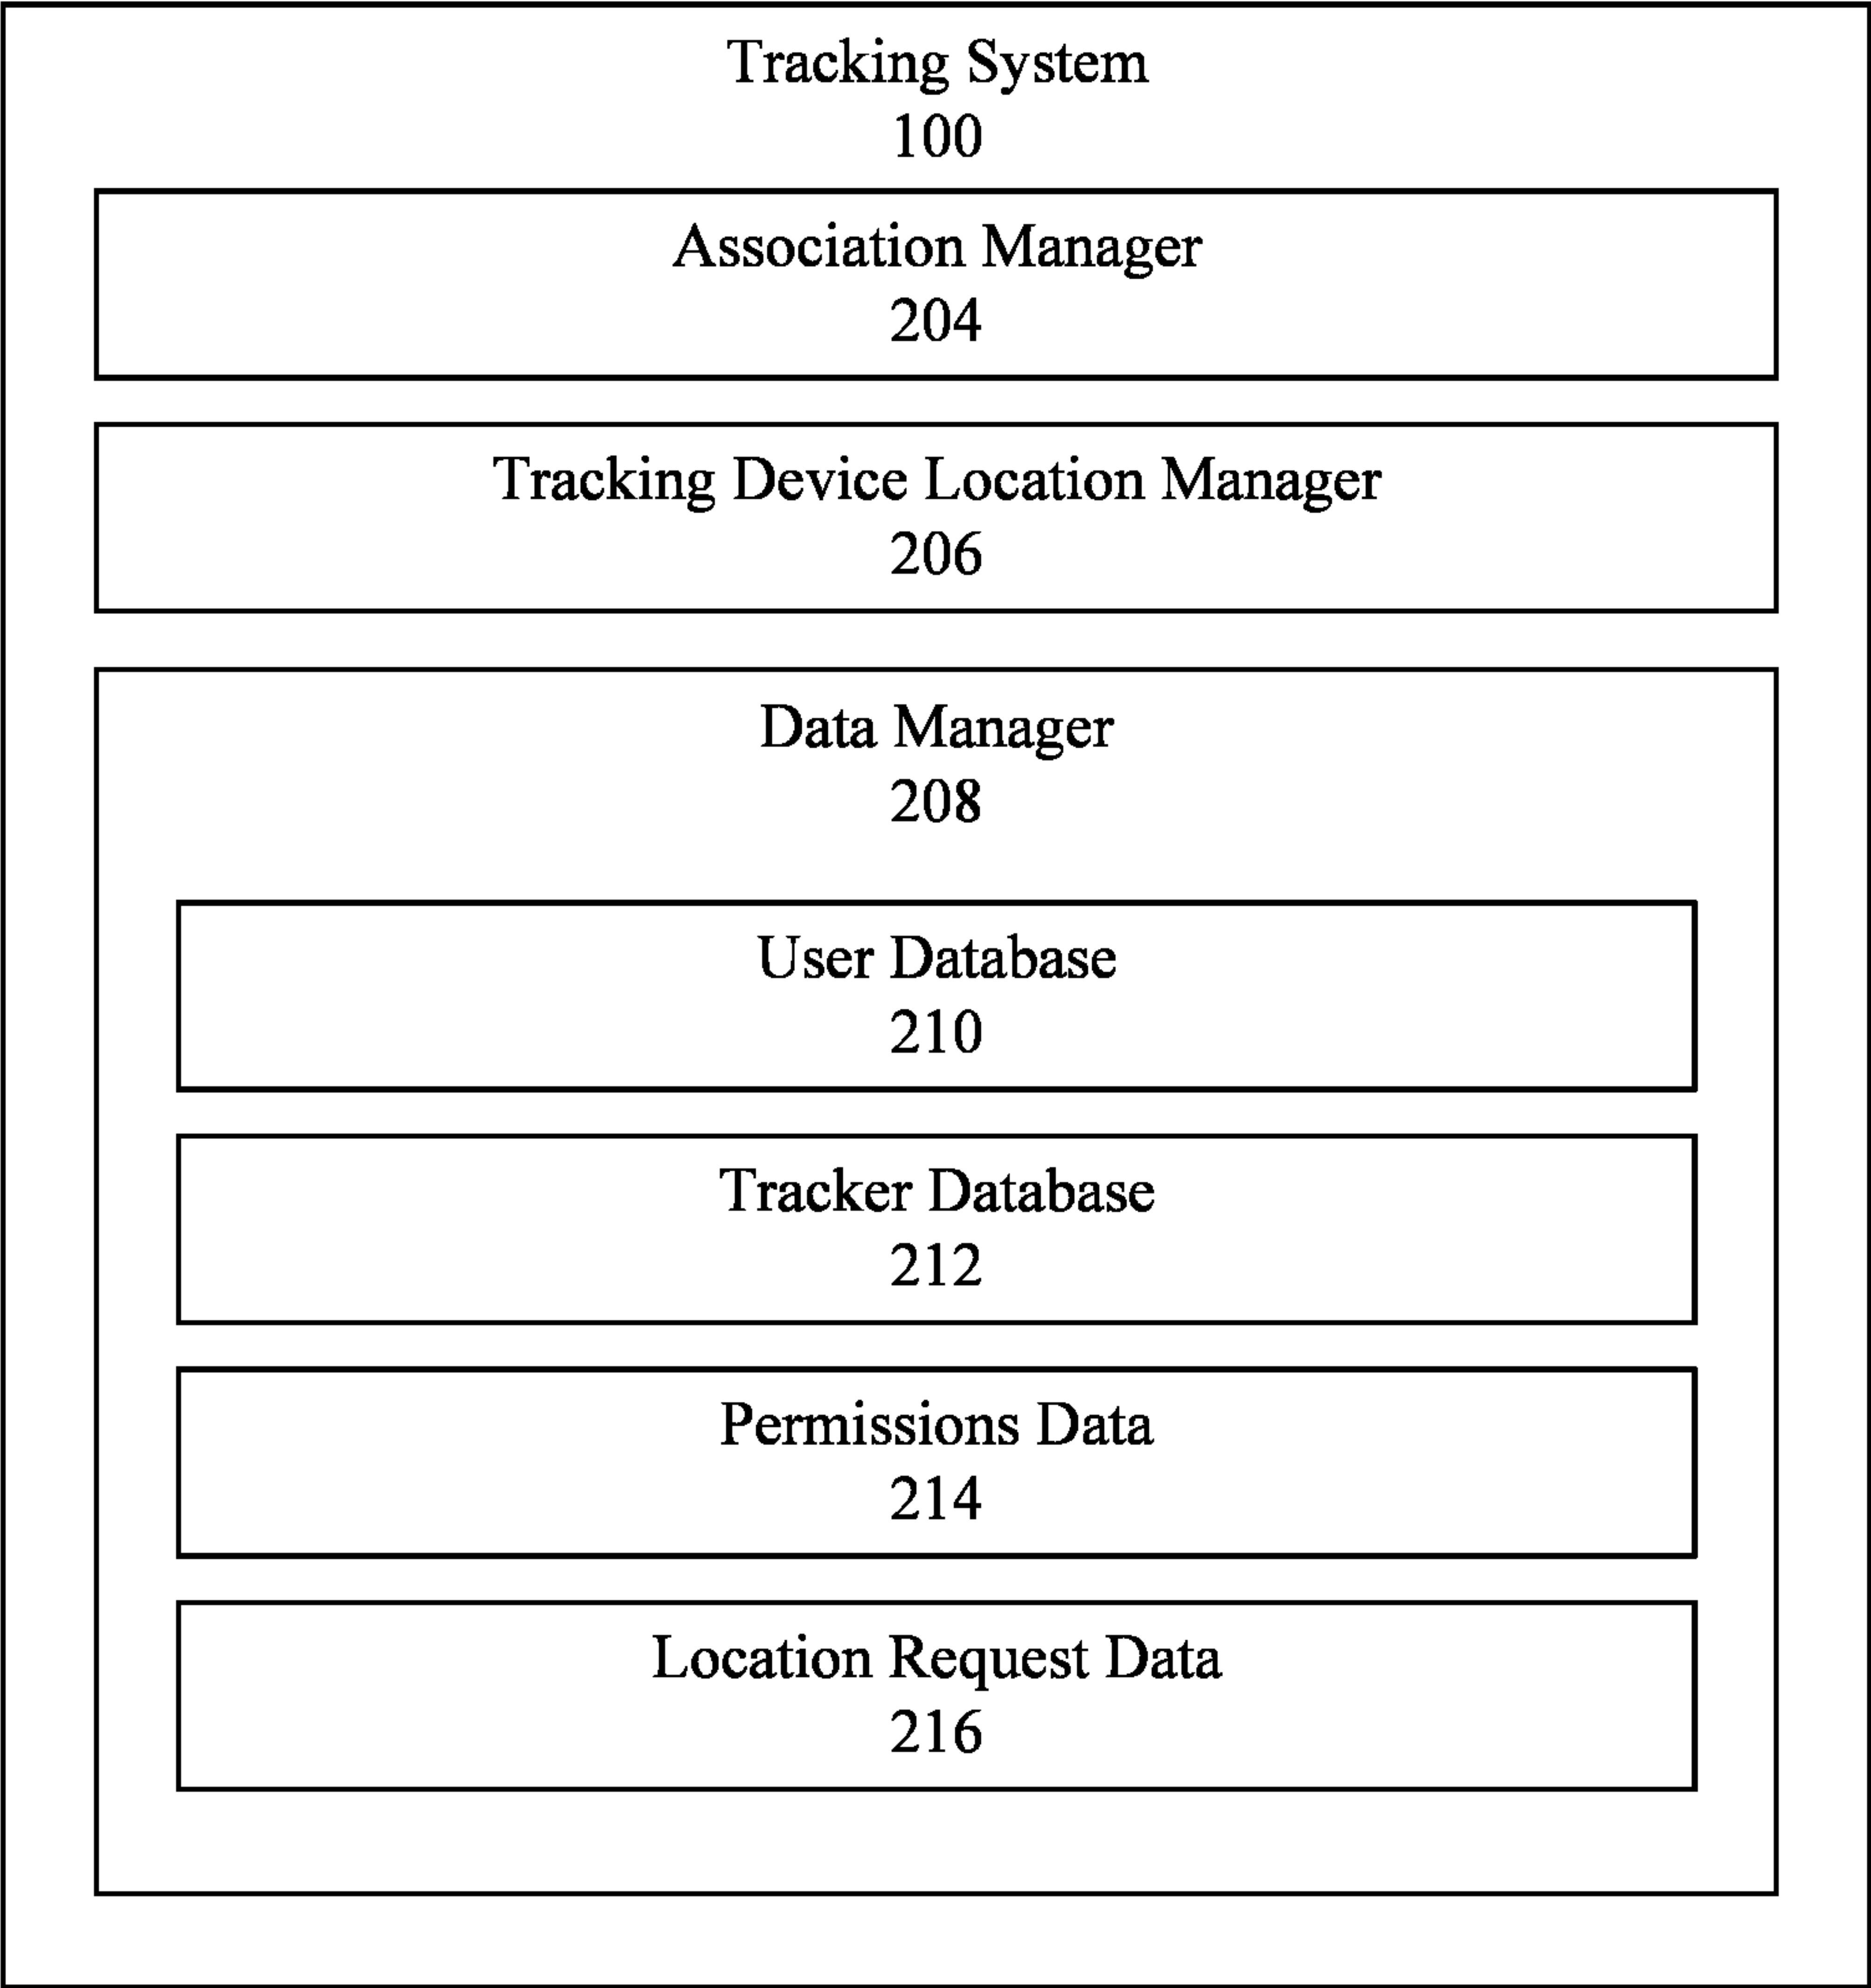 Tracking System
100
Association Manager
204
Tracking Device Location Manager
206
Data Manager
208
User Database
210
Tracker Database
212
Permissions Data
214
Location Request Data
216